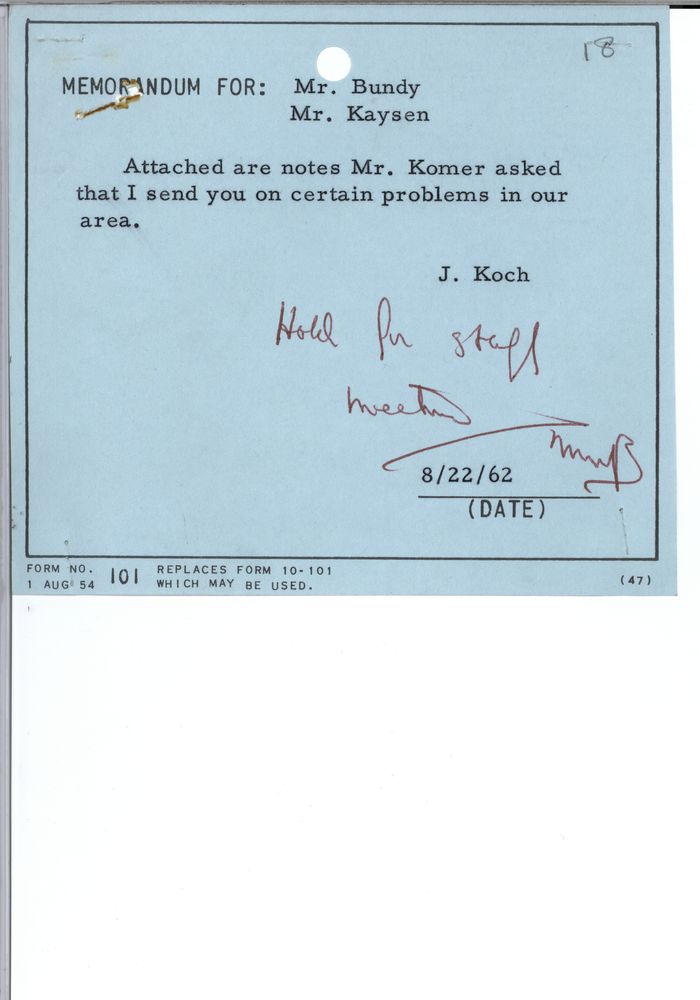 18
MEMORANDUM FOR: Mr. Bundy
Mr. Kaysen
Attached are notes Mr. Komer asked
that I send you on certain problems in our
area.
J. Koch
Hold for staff
meeting
McGB
8/22/62
(DATE)
FORM NO. 101 REPLACES FORM 10-101
1 AUG 54 WHICH MAY BE USED.
(47)